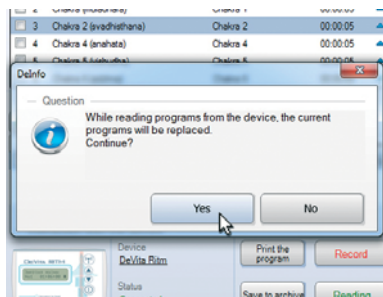 3 Chakra 2 (svadhisthana) Chakra 2 00:00:05
4 Chakra 4 (anahata) Chakra 4 00:00:05
DeInfo
Question
While reading programs from the device, the current
programs will be replaced.
Continue?
Yes No
Device
DeVita Ritm
Status
Print the
program
Record
Save to archive
Reading